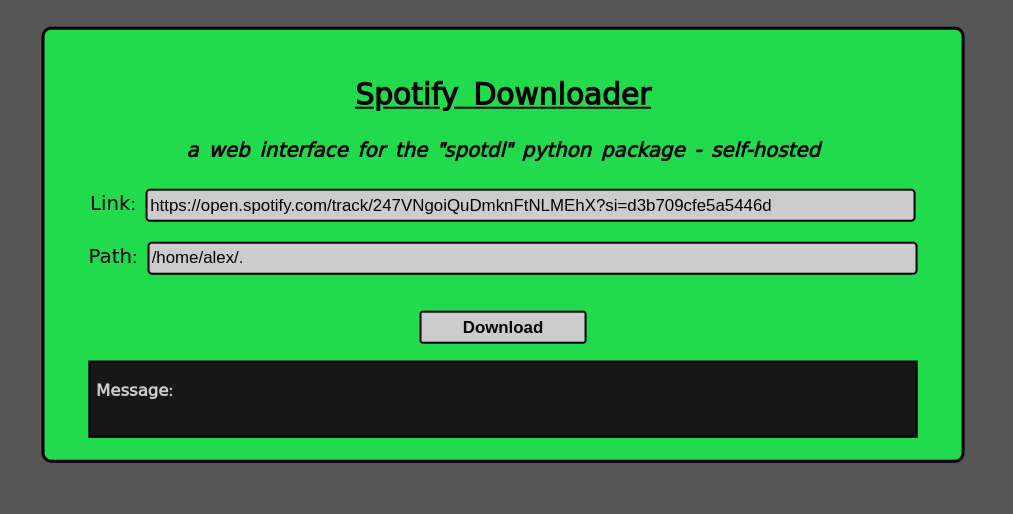 Spotify Downloader
a web interface for the "spotdl" python package - self-hosted
Link: https://open.spotify.com/track/247VNgoiQuDmknFtNLMEhX?si=d3b709cfe5a5446d
Path: /home/alex/.
Download
Message: